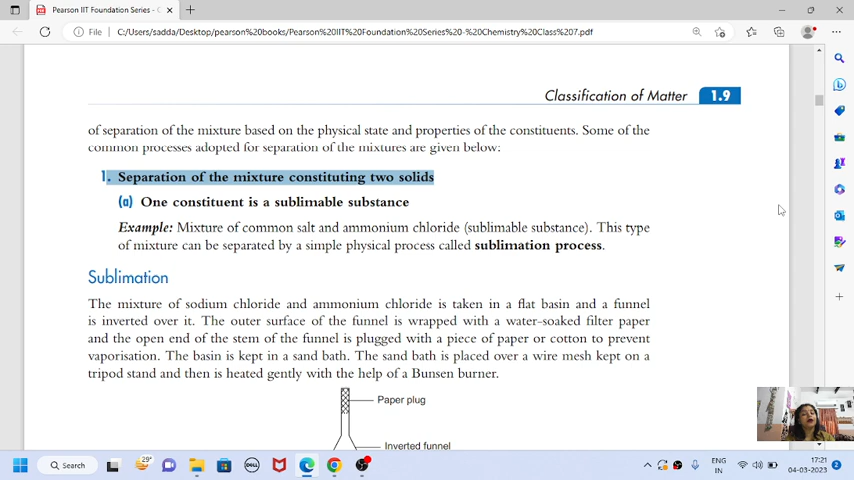 Pearson IIT Foundation Series - C
File
C:/Users/sadda/Desktop/pearson%20books/Pearson%20IIT%20Foundation%20Series%20-%20Chemistry%20Class%207.pdf
Classification of Matter 1.9
of separation of the mixture based on the physical state and properties of the constituents. Some of the
common processes adopted for separation of the mixtures are given below:
1. Separation of the mixture constituting two solids
(a) One constituent is a sublimable substance
Example: Mixture of common salt and ammonium chloride (sublimable substance). This type
of mixture can be separated by a simple physical process called sublimation process.
Sublimation
The mixture of sodium chloride and ammonium chloride is taken in a flat basin and a funnel
is inverted over it. The outer surface of the funnel is wrapped with a water-soaked filter paper
and the open end of the stem of the funnel is plugged with a piece of paper or cotton to prevent
vaporisation. The basin is kept in a sand bath. The sand bath is placed over a wire mesh kept on a
tripod stand and then is heated gently with the help of a Bunsen burner.
Paper plug
Inverted funnel
Search
29°
DELL
ENG
IN
17:21
04-03-2023
2